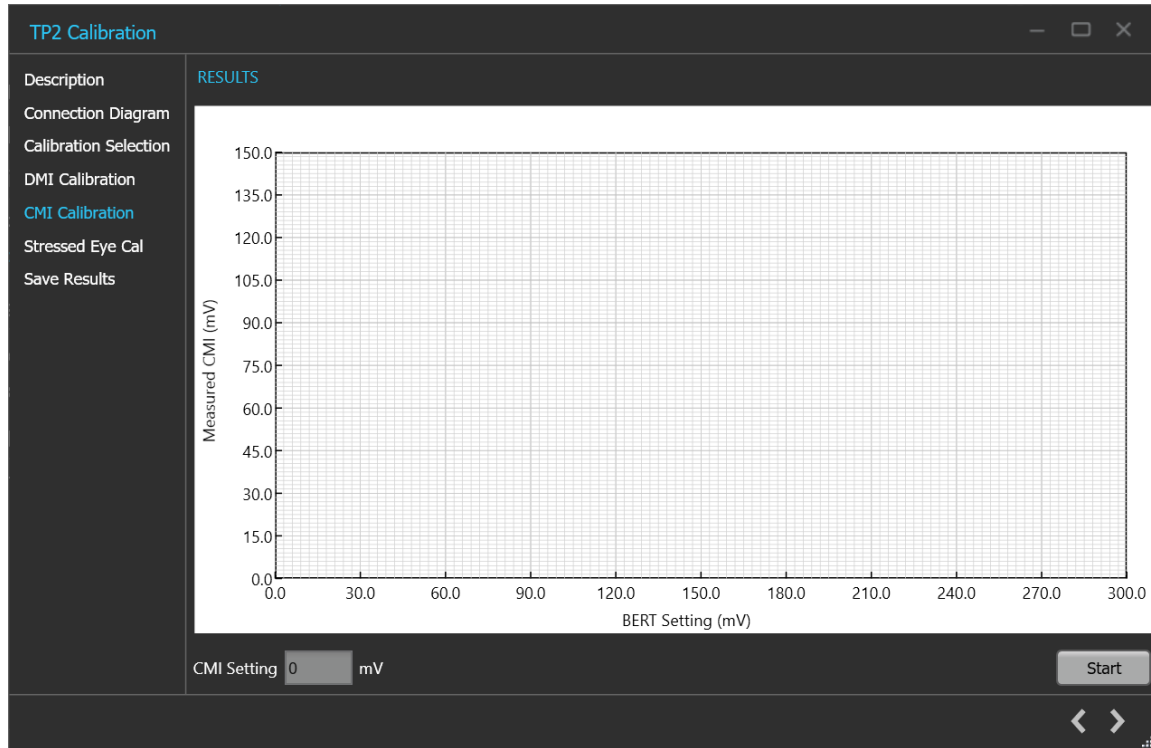 TP2 Calibration
Description
Connection Diagram
Calibration Selection
DMI Calibration
CMI Calibration
Stressed Eye Cal
Save Results
RESULTS
Measured CMI (mV)
150.0
135.0
120.0
105.0
90.0
75.0
60.0
45.0
30.0
15.0
0.0
0.0 30.0 60.0 90.0 120.0 150.0 180.0 210.0 240.0 270.0 300.0
BERT Setting (mV)
CMI Setting 0 mV
Start